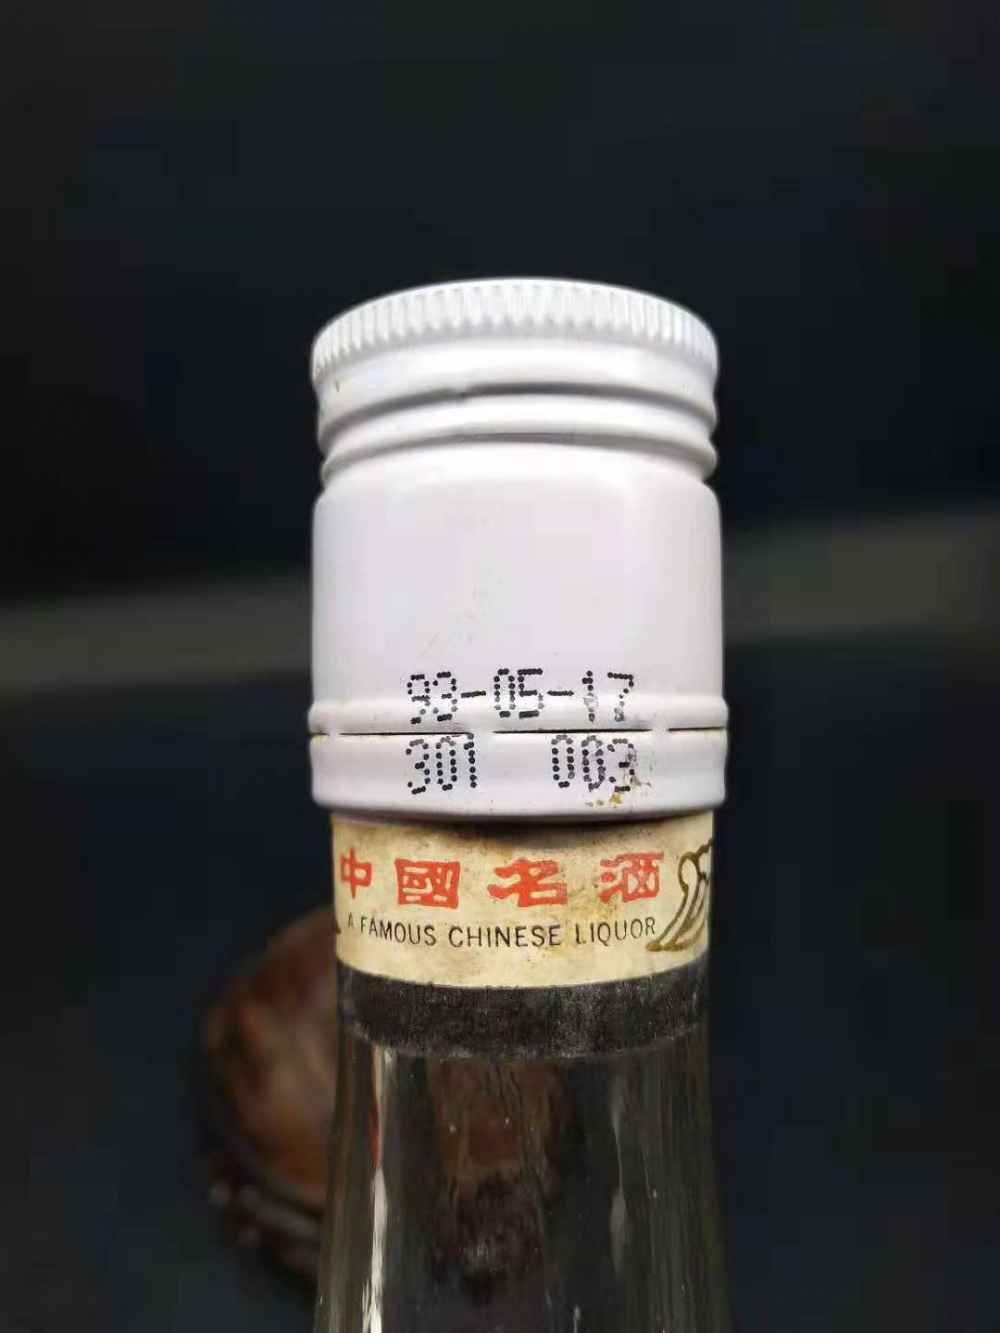 93-05-17
301 003
中國名酒
A FAMOUS CHINESE LIQUOR